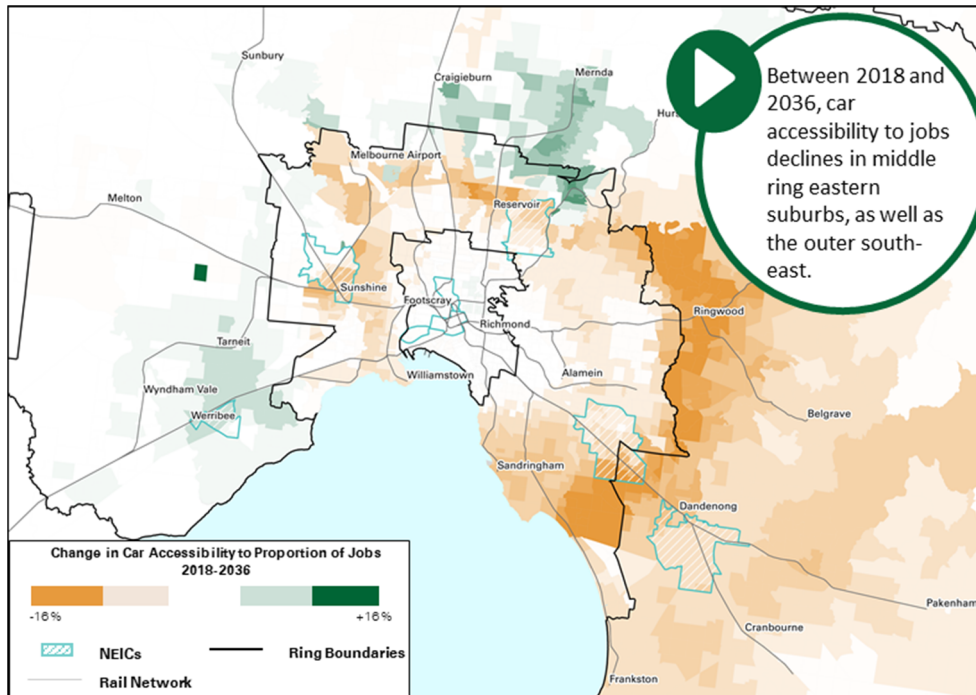 Sunbury
Craigieburn
Mernda
Melbourne Airport
Melton
Reservoir
Sunshine
Footscray
Richmond
Ringwood
Tarneit
Williamstown
Alamein
Wyndham Vale
Werribee
Belgrave
Sandringham
Dandenong
Pakenham
Cranbourne
Frankston
Between 2018 and
2036, car
accessibility to jobs
declines in middle
ring eastern
suburbs, as well as
the outer south-
east.
Change in Car Accessibility to Proportion of Jobs
2018-2036
-16% +16%
NEICs Ring Boundaries
Rail Network